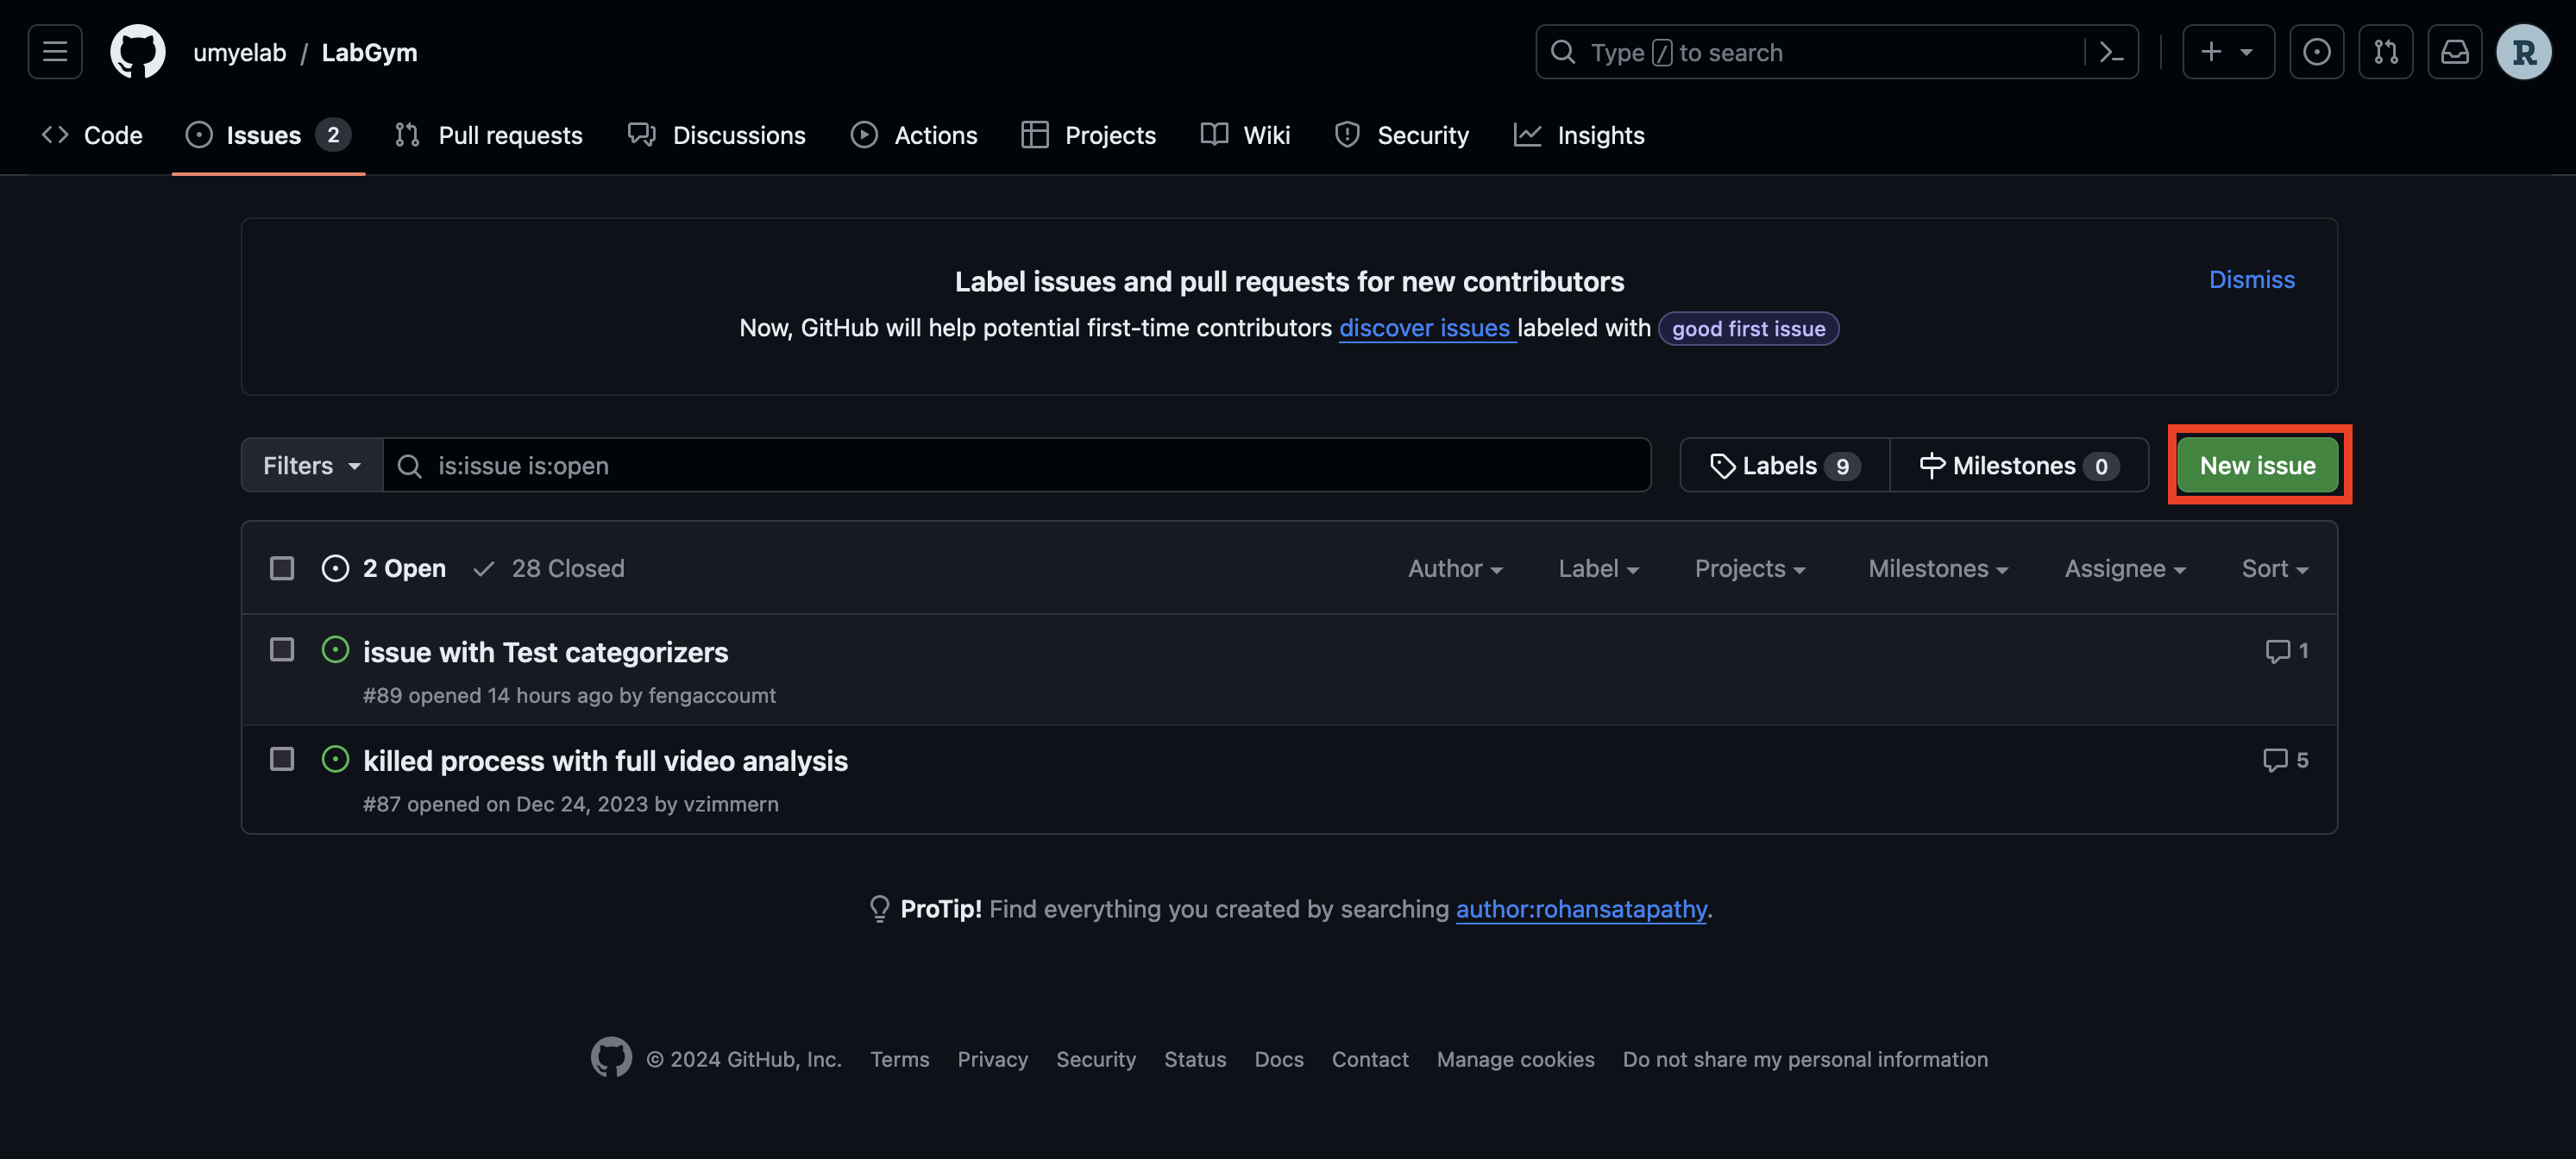 umyelab / LabGym
Type / to search
R
Code Issues 2 Pull requests Discussions Actions Projects Wiki Security Insights
Label issues and pull requests for new contributors
Dismiss
Now, GitHub will help potential first-time contributors discover issues labeled with good first issue
Filters is:issue is:open Labels 9 Milestones 0 New issue
2 Open 28 Closed Author Label Projects Milestones Assignee Sort
issue with Test categorizers 1
#89 opened 14 hours ago by fengaccoumt
killed process with full video analysis 5
#87 opened on Dec 24, 2023 by vzimmern
ProTip! Find everything you created by searching author:rohansatapathy.
© 2024 GitHub, Inc. Terms Privacy Security Status Docs Contact Manage cookies Do not share my personal information